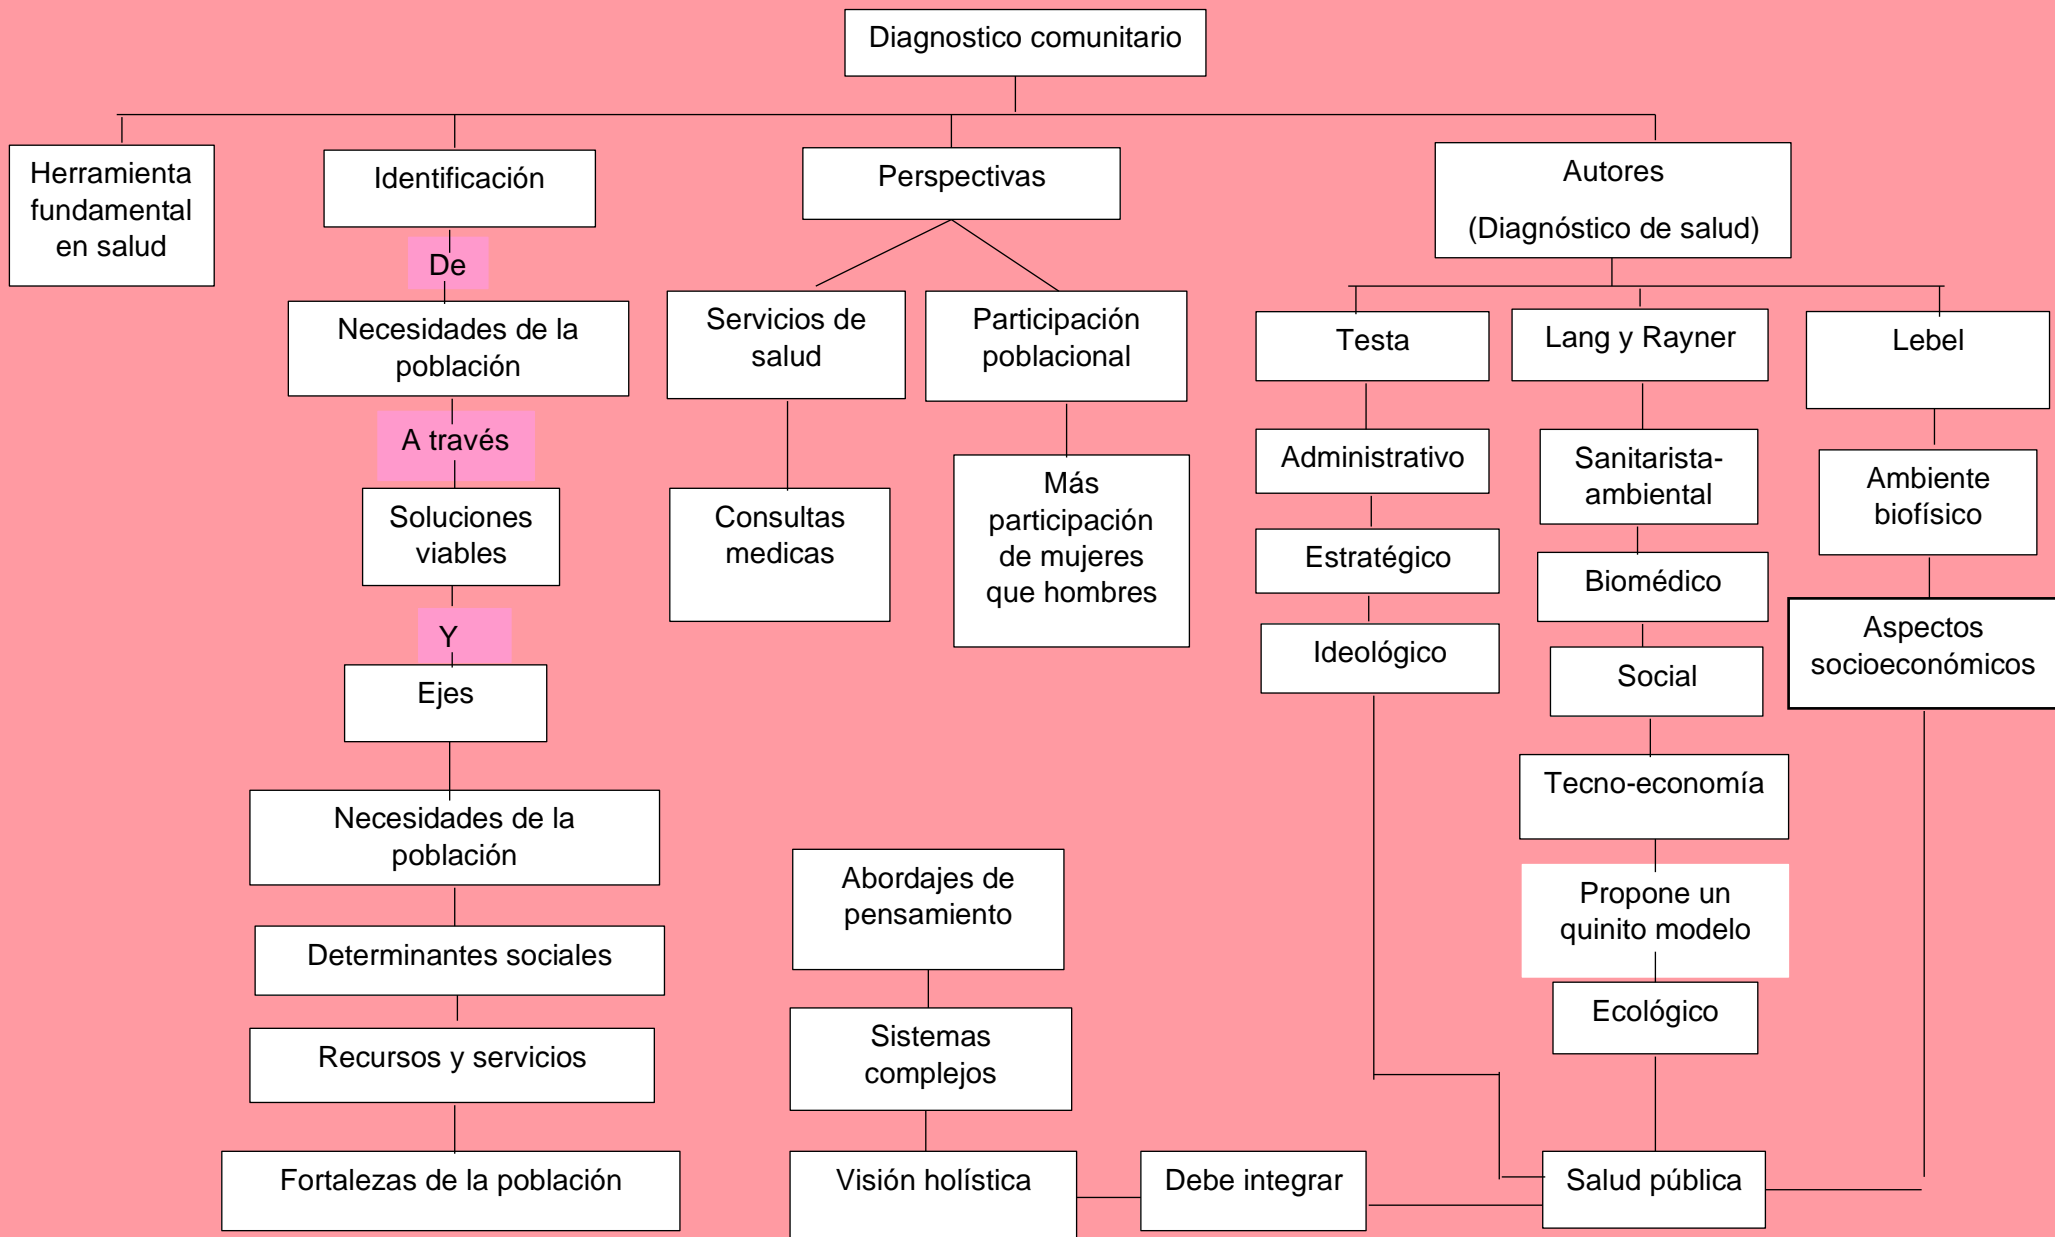 Diagnostico comunitario
Herramienta
fundamental
en salud
Identificación
De
Necesidades de la
población
A través
Soluciones
viables
Y
Ejes
Necesidades de la
población
Determinantes sociales
Recursos y servicios
Fortalezas de la población
Perspectivas
Servicios de
salud
Consultas
medicas
Participación
poblacional
Más
participación
de mujeres
que hombres
Autores
(Diagnóstico de salud)
Testa
Administrativo
Estratégico
Ideológico
Lang y Rayner
Sanitarista-
ambiental
Biomédico
Social
Tecno-economía
Propone un
quinito modelo
Ecológico
Lebel
Ambiente
biofísico
Aspectos
socioeconómicos
Salud pública
Debe integrar
Abordajes de
pensamiento
Sistemas
complejos
Visión holística